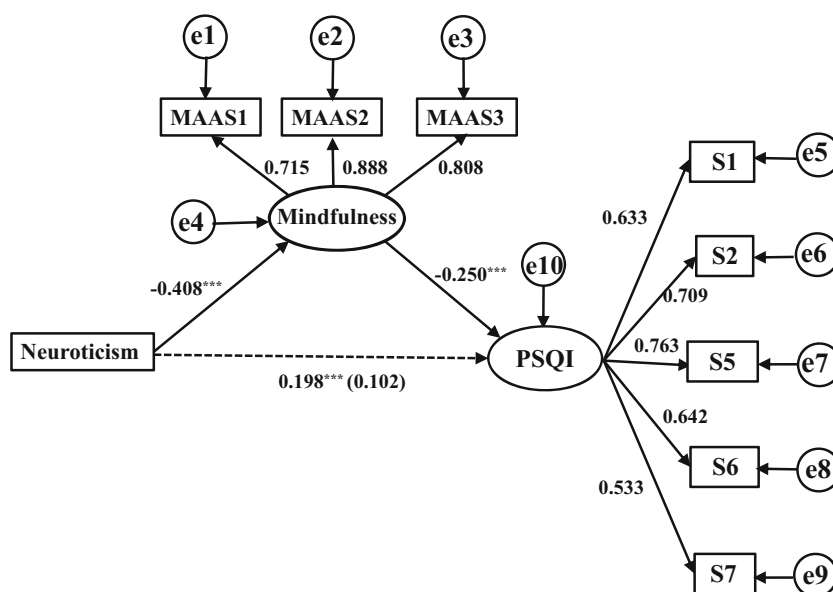 e1
e2
e3
MAAS1
MAAS2
MAAS3
0.715
0.888
0.808
S1
e5
e4
Mindfulness
0.633
S2
e6
-0.408***
-0.250***
e10
0.709
Neuroticism
PSQI
0.763
S5
e7
0.198*** (0.102)
0.642
S6
e8
0.533
S7
e9